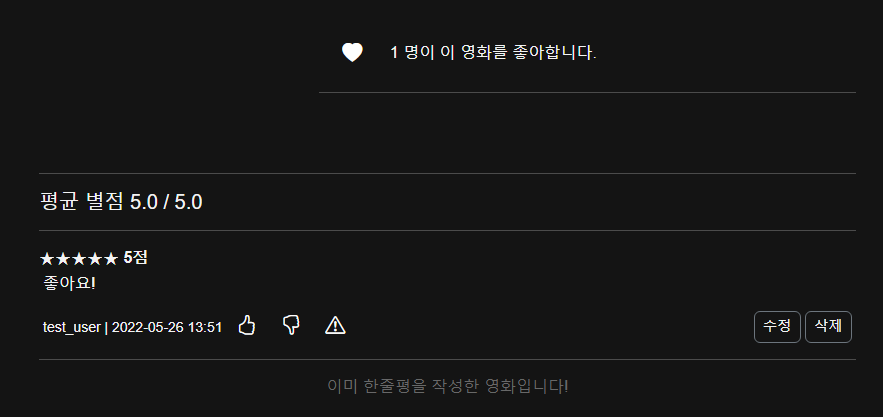 1 명이 이 영화를 좋아합니다.
평균 별점 5.0 / 5.0
★★★★★ 5점
좋아요!
test_user | 2022-05-26 13:51
수정 삭제
이미 한줄평을 작성한 영화입니다!